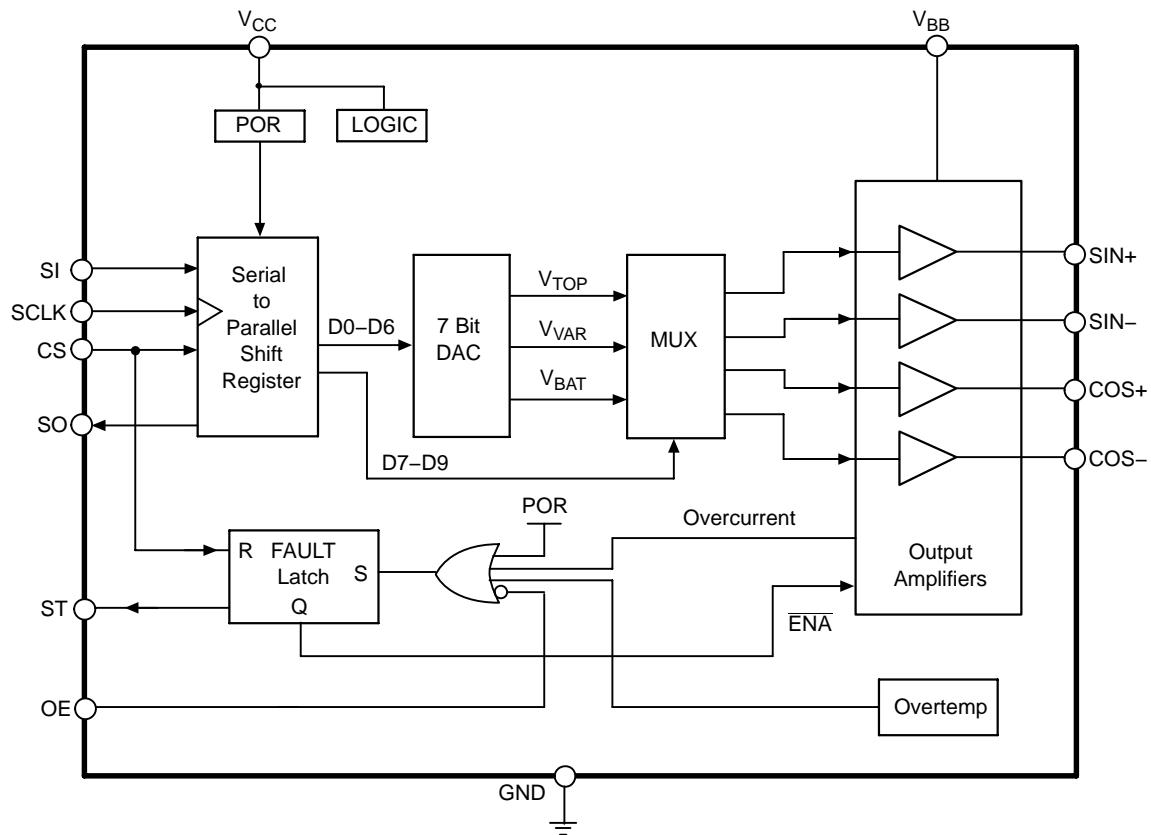 VCC
VBB
POR
LOGIC
SI
SCLK
CS
SO
Serial
to
Parallel
Shift
Register
D0–D6
7 Bit
DAC
VTOP
VVAR
VBAT
MUX
D7–D9
SIN+
SIN–
COS+
COS–
POR
Overcurrent
Output
Amplifiers
R FAULT
Latch
S
Q
ST
ENA
OE
Overtemp
GND